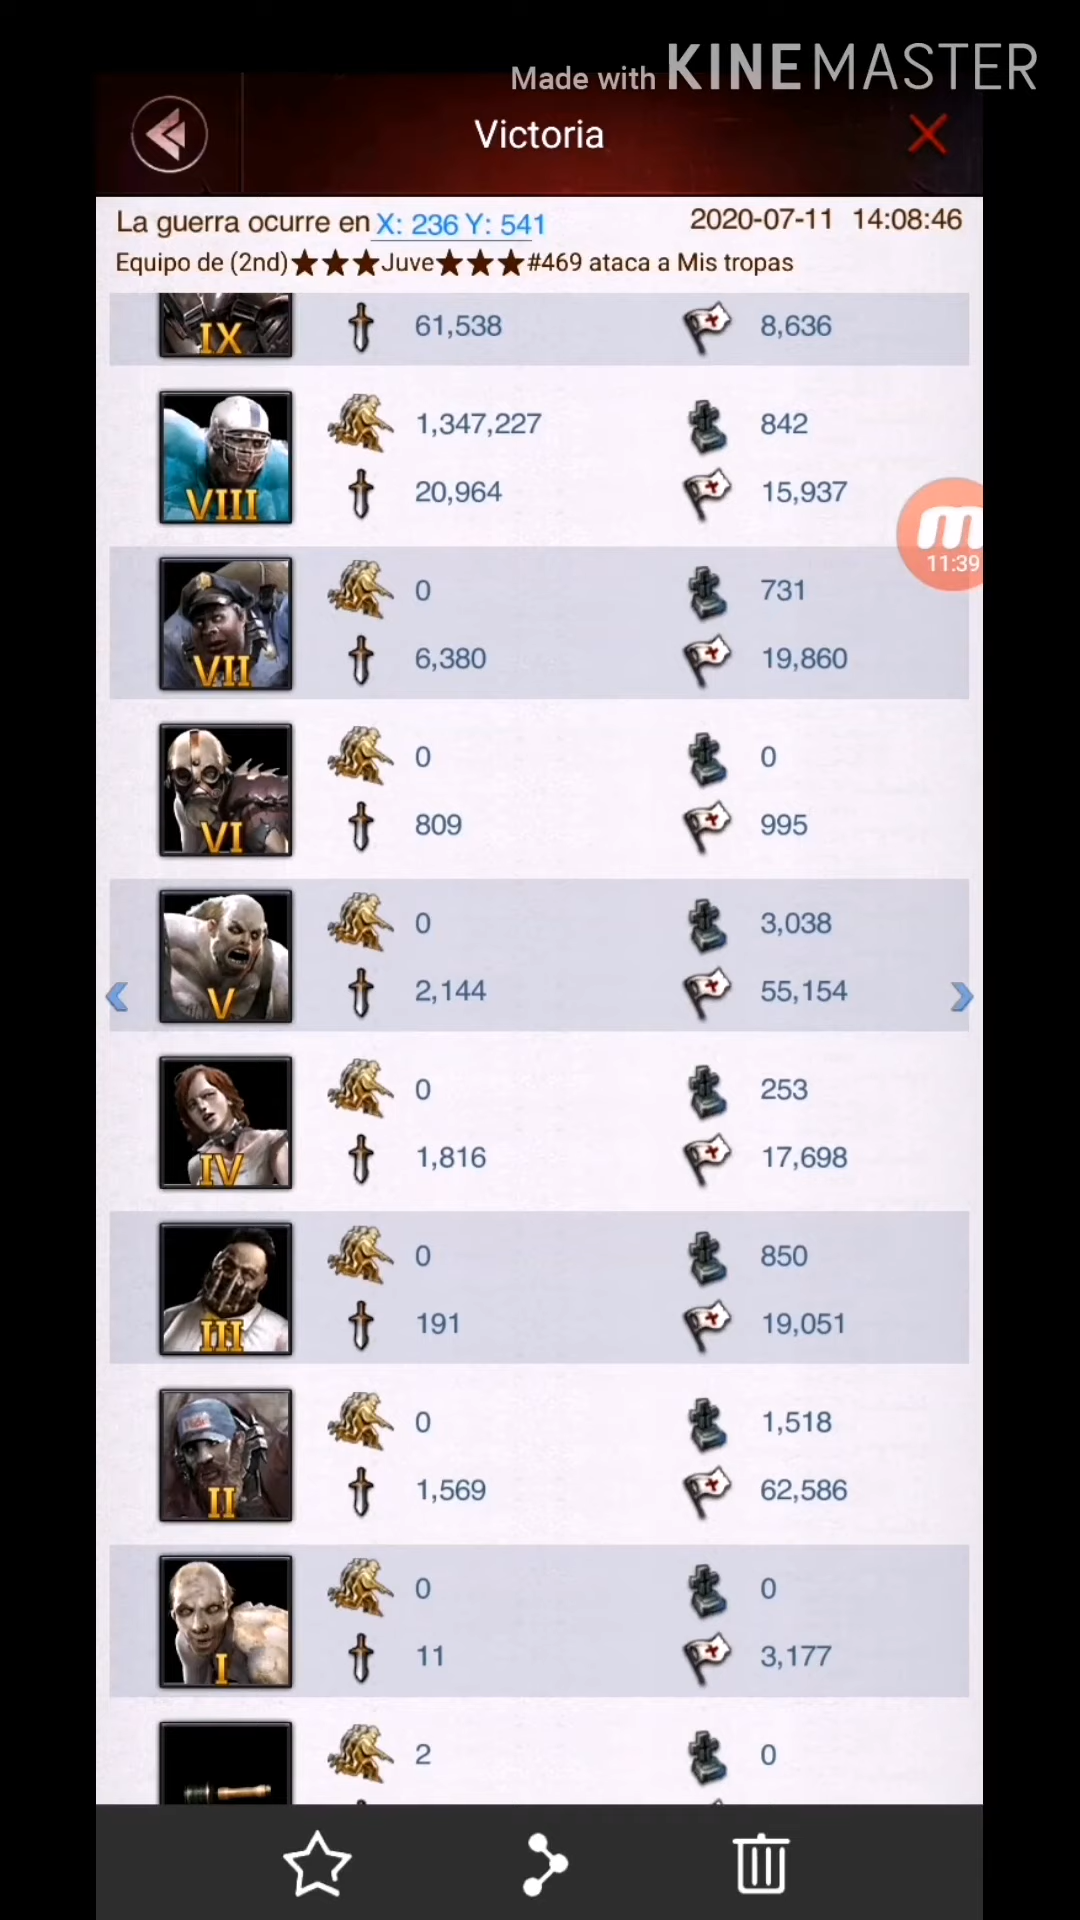 Made with KINEMASTER
Victoria
La guerra ocurre en X: 236 Y: 541 2020-07-11 14:08:46
Equipo de (2nd)★★★Juve★★★#469 ataca a Mis tropas
IX 61,538 8,636
1,347,227 842
VIII 20,964 15,937
11:39
0 731
VII 6,380 19,860
0 0
VI 809 995
0 3,038
V 2,144 55,154
0 253
IV 1,816 17,698
0 850
III 191 19,051
0 1,518
II 1,569 62,586
0 0
I 11 3,177
2 0